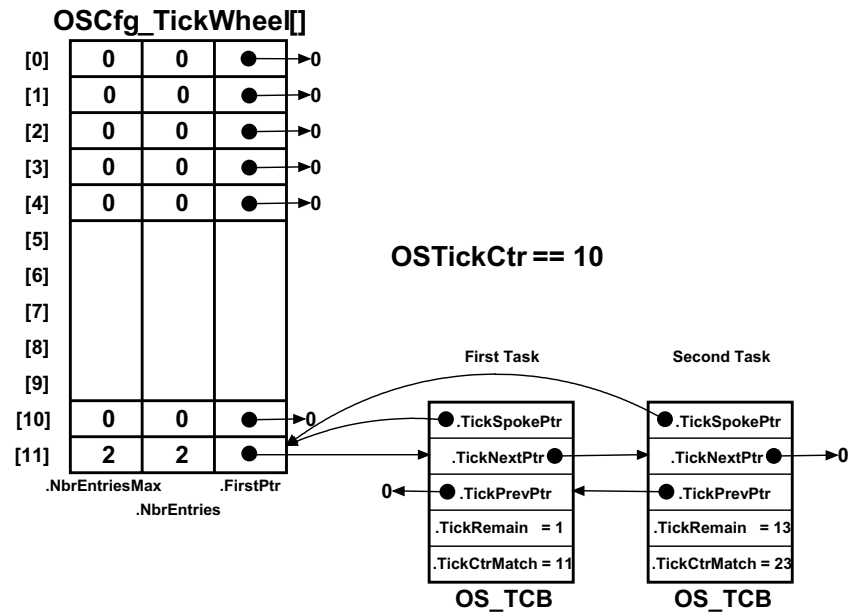 OSCfg_TickWheel[]
[0] 0 0 0
[1] 0 0 0
[2] 0 0 0
[3] 0 0 0
[4] 0 0 0
[5]
OSTickCtr == 10
[6]
[7]
[8]
First Task Second Task
[9]
[10] 0 0 0
.TickSpokePtr .TickSpokePtr
[11] 2 2
.TickNextPtr .TickNextPtr 0
.NbrEntriesMax .FirstPtr
.NbrEntries
0 .TickPrevPtr .TickPrevPtr
.TickRemain = 1 .TickRemain = 13
.TickCtrMatch = 11 .TickCtrMatch = 23
OS_TCB OS_TCB